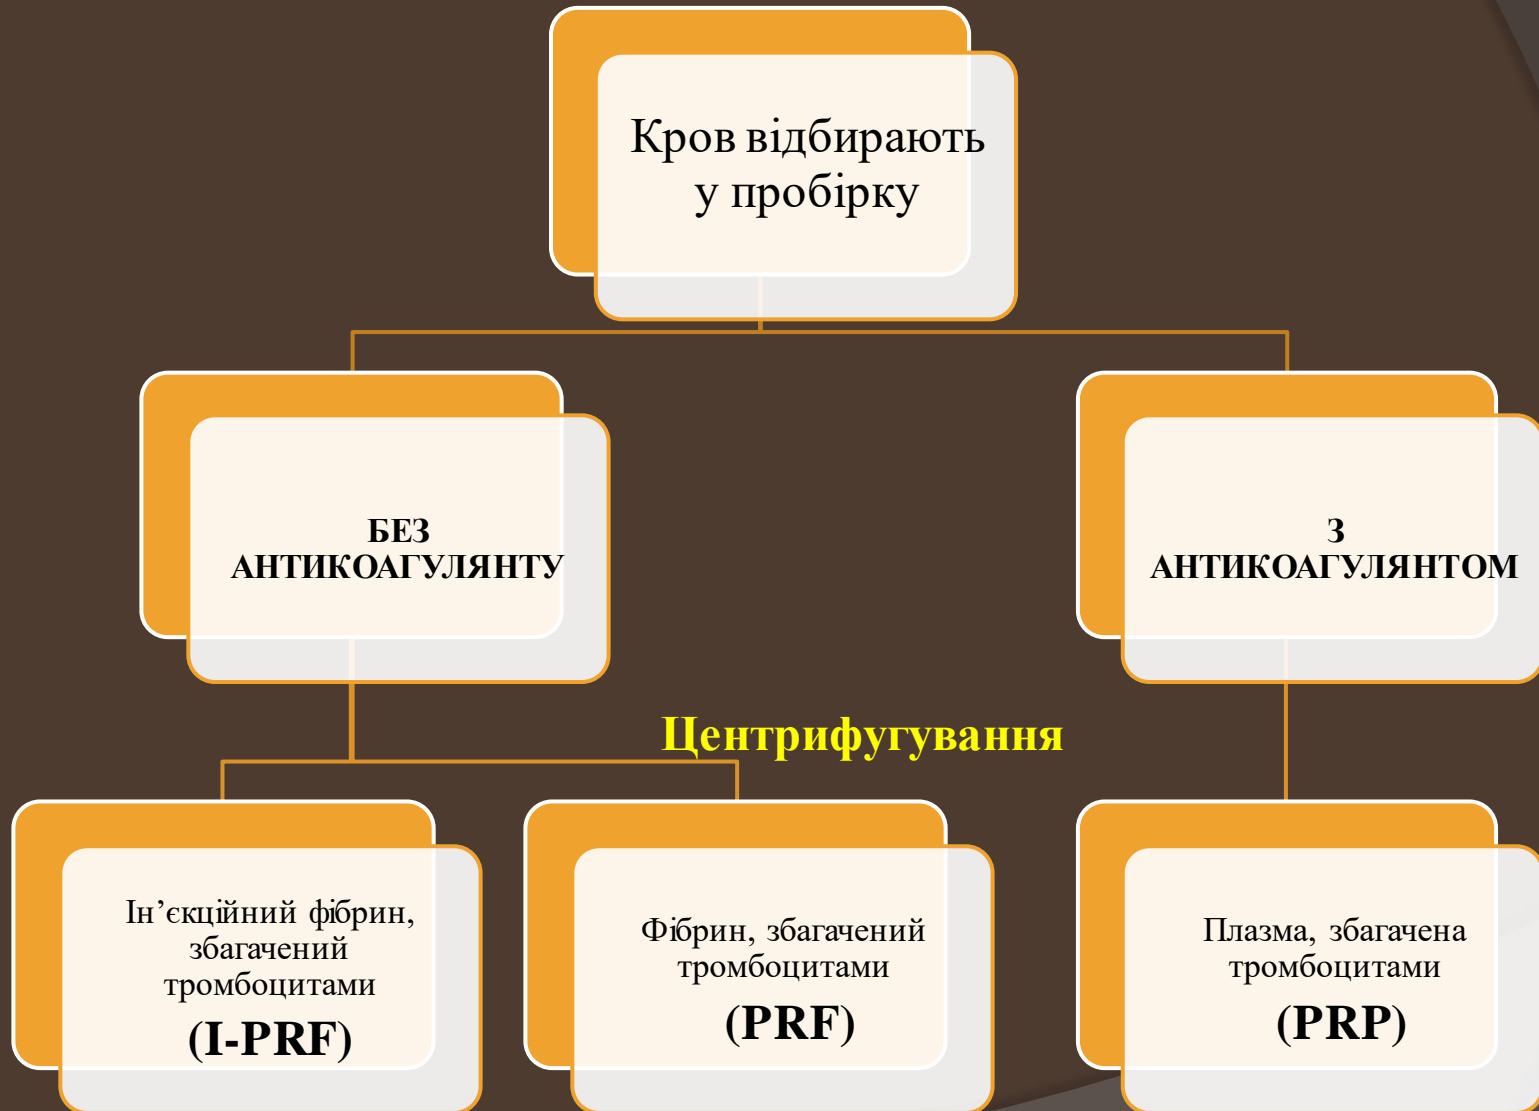 Кров відбирають
у пробірку
БЕЗ
АНТИКОАГУЛЯНТУ
З
АНТИКОАГУЛЯНТОМ
Центрифугування
Ін’єкційний фібрин,
збагачений
тромбоцитами
(I-PRF)
Фібрин, збагачений
тромбоцитами
(PRF)
Плазма, збагачена
тромбоцитами
(PRP)